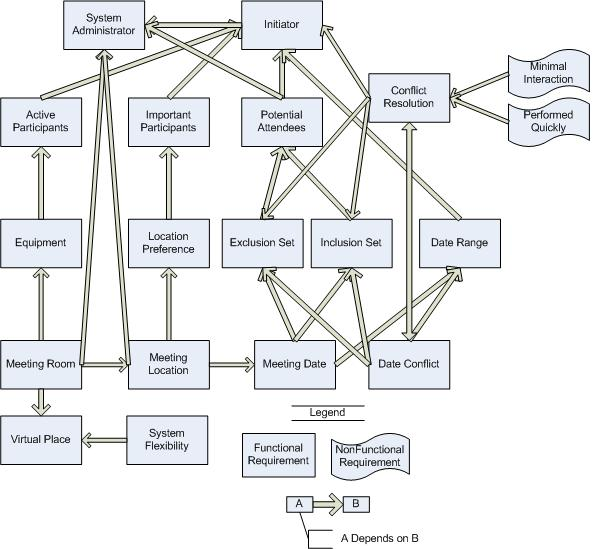 System
Administrator
Initiator
Conflict
Resolution
Minimal
Interaction
Performed
Quickly
Active
Participants
Important
Participants
Potential
Attendees
Equipment
Location
Preference
Exclusion Set
Inclusion Set
Date Range
Meeting Room
Meeting
Location
Meeting Date
Date Conflict
Virtual Place
System
Flexibility
Legend
Functional
Requirement
NonFunctional
Requirement
A
B
A Depends on B